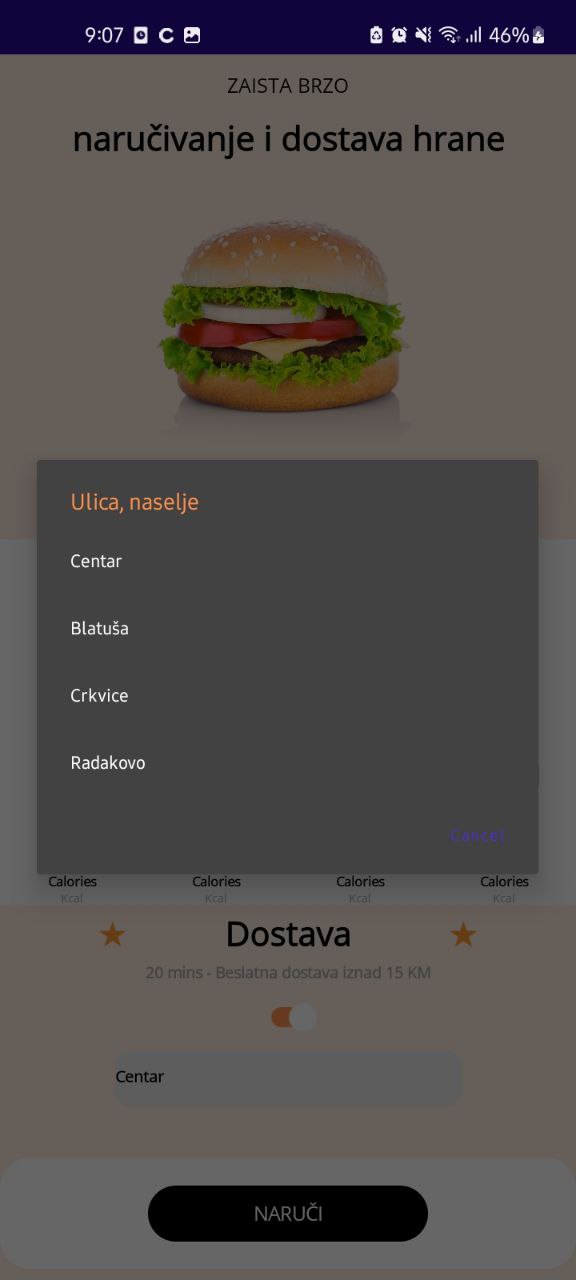 9:07 46%
ZAISTA BRZO
naručivanje i dostava hrane
Ulica, naselje
Centar
Blatuša
Crkvice
Radakovo
Cancel
Calories Calories Calories Calories
Kcal Kcal Kcal Kcal
Dostava
20 mins - Beslatna dostava iznad 15 KM
Centar
NARUČI